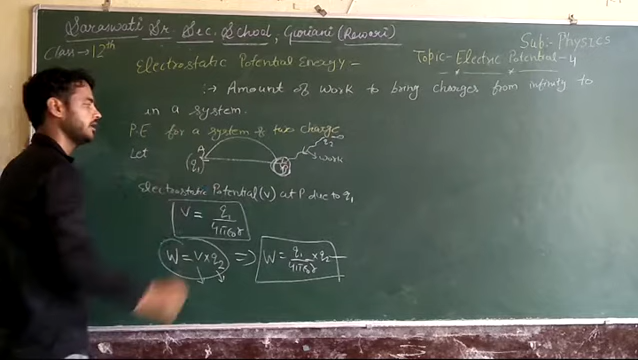 Saraswati Sr. Sec. School, Guriani (Rewari)
Class → 12th
Sub:- Physics
Topic - Electric Potential - 4
Electrostatic Potential Energy -
:→ Amount of work to bring charges from infinity to
in a system.
P.E for a system of two charge
Let
A
(q1)
q2
work
Electrostatic Potential (V) at P due to q1
V = q1 / 4πε0r
W = V × q2 ⇒ W = q1 / 4πε0r × q2